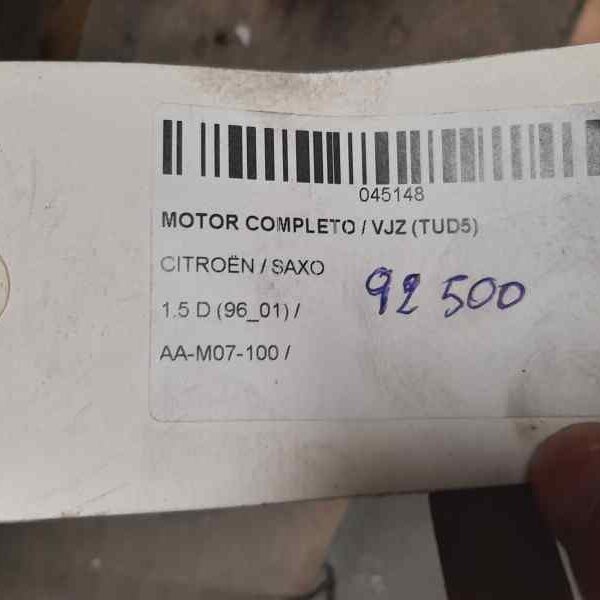 045148
MOTOR COMPLETO / VJZ (TUD5)
CITROËN / SAXO
92 500
1.5 D (96_01) /
AA-M07-100 /